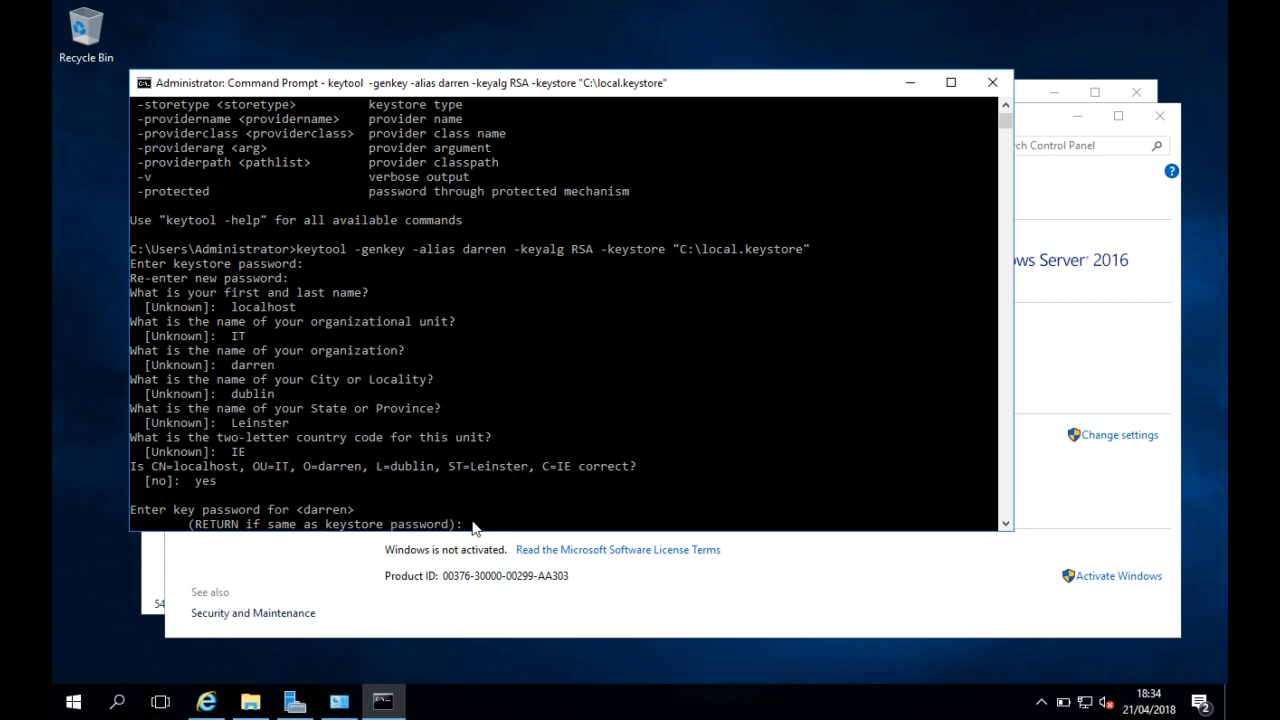 Recycle Bin
Administrator: Command Prompt - keytool  -genkey -alias darren -keyalg RSA -keystore "C:\local.keystore"
-storetype <storetype>          keystore type
-providername <providername>    provider name
-providerclass <providerclass>  provider class name
-providerarg <arg>              provider argument
-providerpath <pathlist>        provider classpath
-v                              verbose output
-protected                      password through protected mechanism
Use "keytool -help" for all available commands
C:\Users\Administrator>keytool -genkey -alias darren -keyalg RSA -keystore "C:\local.keystore"
Enter keystore password:
Re-enter new password:
What is your first and last name?
[Unknown]:  localhost
What is the name of your organizational unit?
[Unknown]:  IT
What is the name of your organization?
[Unknown]:  darren
What is the name of your City or Locality?
[Unknown]:  dublin
What is the name of your State or Province?
[Unknown]:  Leinster
What is the two-letter country code for this unit?
[Unknown]:  IE
Is CN=localhost, OU=IT, O=darren, L=dublin, ST=Leinster, C=IE correct?
[no]:  yes
Enter key password for <darren>
(RETURN if same as keystore password):
rch Control Panel
ows Server® 2016
Change settings
Windows is not activated.  Read the Microsoft Software License Terms
Product ID:  00376-30000-00299-AA303
Activate Windows
See also
54
Security and Maintenance
18:34
21/04/2018
2